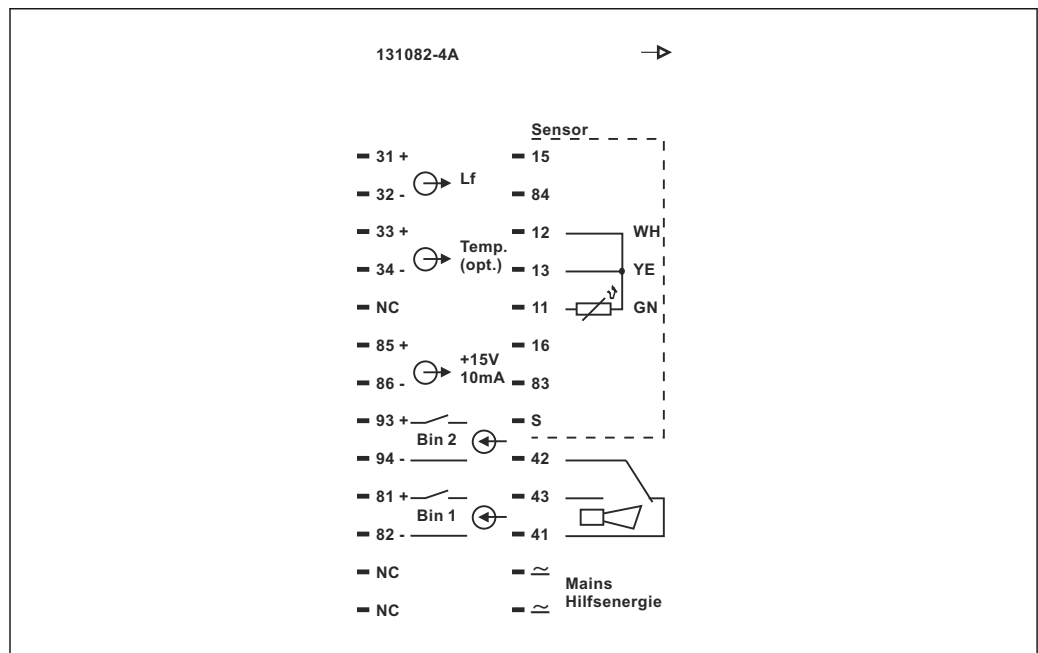 131082-4A
Sensor
31 +
15
Lf
32 -
84
33 +
12
WH
Temp.
(opt.)
34 -
13
YE
NC
11
GN
85 +
16
+15V
10mA
86 -
83
93 +
S
Bin 2
94 -
42
81 +
43
Bin 1
82 -
41
NC
≃
Mains
Hilfsenergie
NC
≃